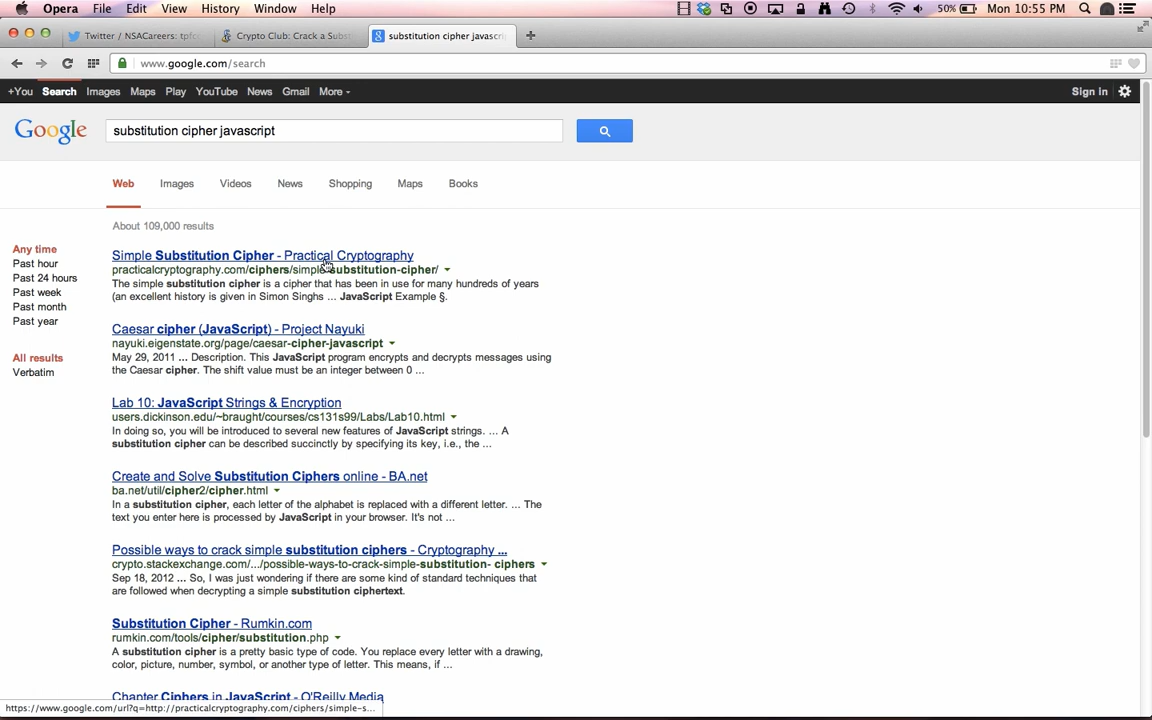 Opera File Edit View History Window Help 50% Mon 10:55 PM
Twitter / NSACareers: tpfc Crypto Club: Crack a Subst substitution cipher javascri
www.google.com/search
+You Search Images Maps Play YouTube News Gmail More Sign in
Google substitution cipher javascript
Web Images Videos News Shopping Maps Books
About 109,000 results
Any time
Past hour
Past 24 hours
Past week
Past month
Past year
All results
Verbatim
Simple Substitution Cipher - Practical Cryptography
practicalcryptography.com/ciphers/simple-substitution-cipher/
The simple substitution cipher is a cipher that has been in use for many hundreds of years
(an excellent history is given in Simon Singhs ... JavaScript Example §.
Caesar cipher (JavaScript) - Project Nayuki
nayuki.eigenstate.org/page/caesar-cipher-javascript
May 29, 2011 ... Description. This JavaScript program encrypts and decrypts messages using
the Caesar cipher. The shift value must be an integer between 0 ...
Lab 10: JavaScript Strings & Encryption
users.dickinson.edu/~braught/courses/cs131s99/Labs/Lab10.html
In doing so, you will be introduced to several new features of JavaScript strings. ... A
substitution cipher can be described succinctly by specifying its key, i.e., the ...
Create and Solve Substitution Ciphers online - BA.net
ba.net/util/cipher2/cipher.html
In a substitution cipher, each letter of the alphabet is replaced with a different letter. ... The
text you enter here is processed by JavaScript in your browser. It's not ...
Possible ways to crack simple substitution ciphers - Cryptography ...
crypto.stackexchange.com/.../possible-ways-to-crack-simple-substitution- ciphers
Sep 18, 2012 ... So, I was just wondering if there are some kind of standard techniques that
are followed when decrypting a simple substitution ciphertext.
Substitution Cipher - Rumkin.com
rumkin.com/tools/cipher/substitution.php
A substitution cipher is a pretty basic type of code. You replace every letter with a drawing,
color, picture, number, symbol, or another type of letter. This means, if ...
Chapter Ciphers in JavaScript - O'Reilly Media
https://www.google.com/url?q=http://practicalcryptography.com/ciphers/simple-s...